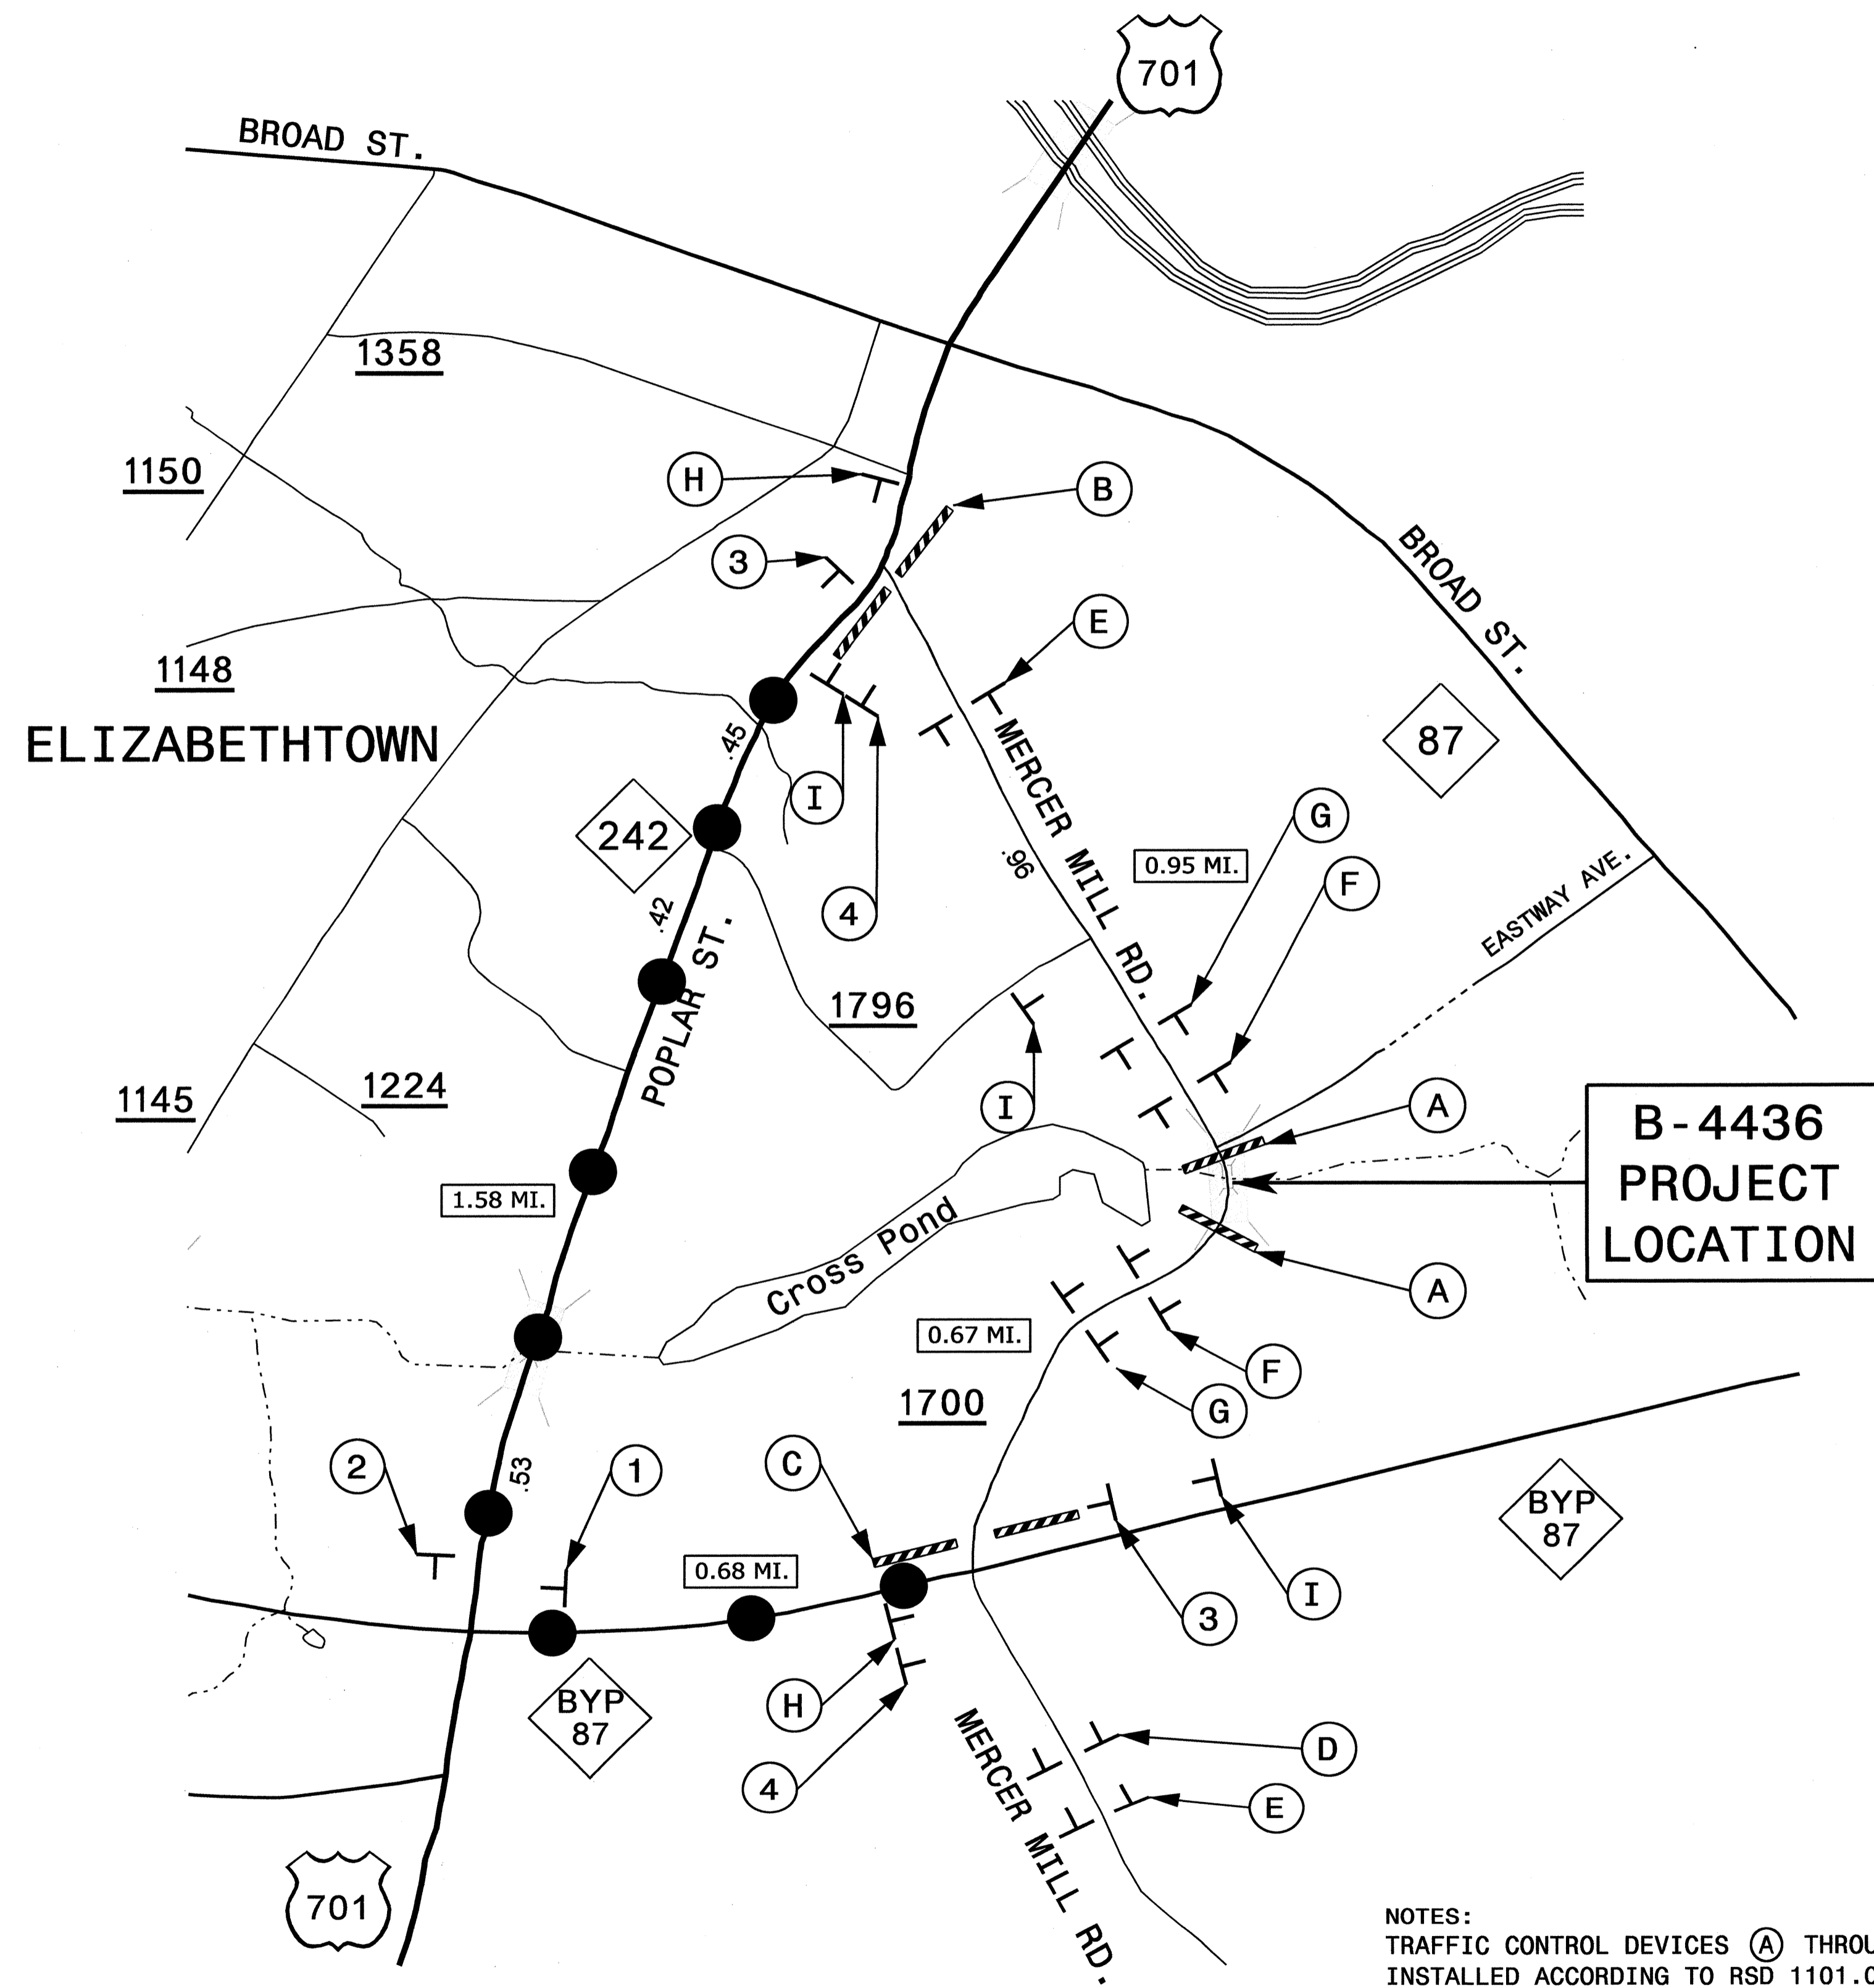 701
BROAD ST.
1358
1150
H
B
3
BROAD ST.
E
1148
ELIZABETHTOWN
.45
I
87
242
MERCER MILL RD.
.96
0.95 MI.
G
F
.42
4
EASTWAY AVE.
POPLAR ST.
1796
1145
1224
I
A
B-4436
PROJECT
LOCATION
1.58 MI.
Cross Pond
A
0.67 MI.
F
1700
G
2
.53
1
C
BYP
87
0.68 MI.
I
3
BYP
87
H
4
MERCER MILL RD.
D
E
701
NOTES:
TRAFFIC CONTROL DEVICES A
INSTALLED ACCORDING TO RSD